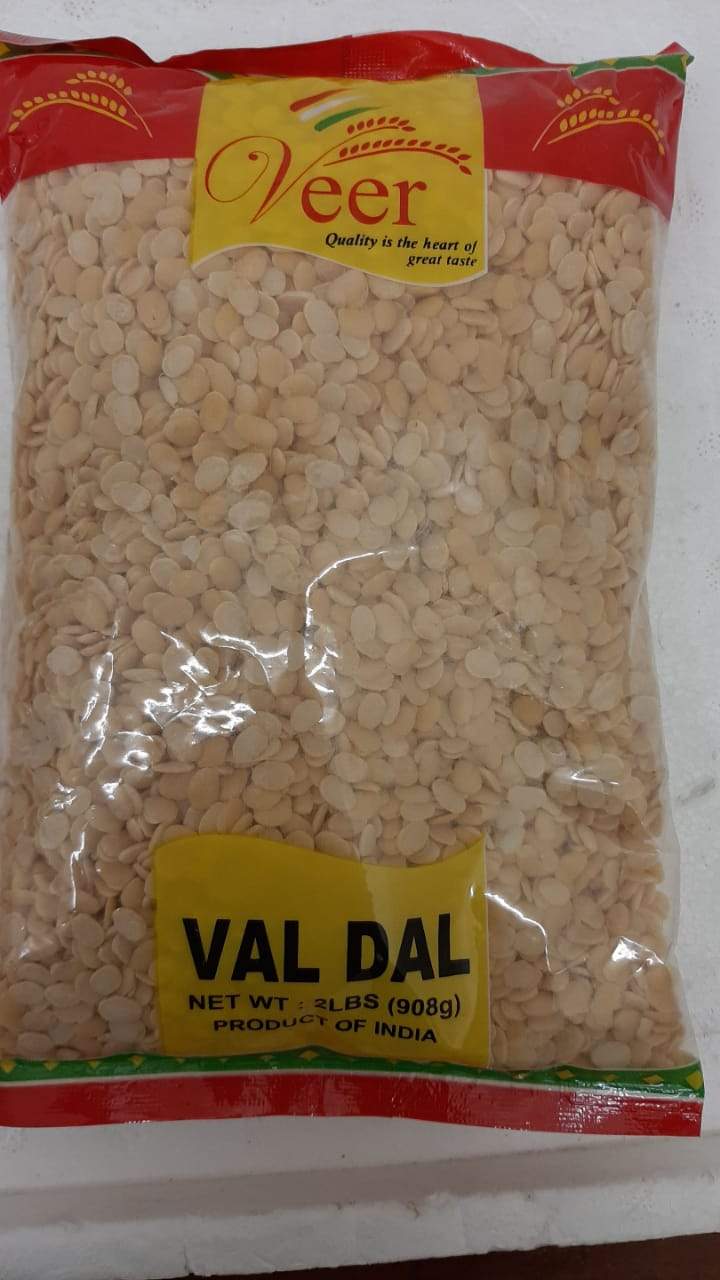 Veer
Quality is the heart of
great taste
VAL DAL
NET WT : 2LBS (908g)
PRODUCT OF INDIA